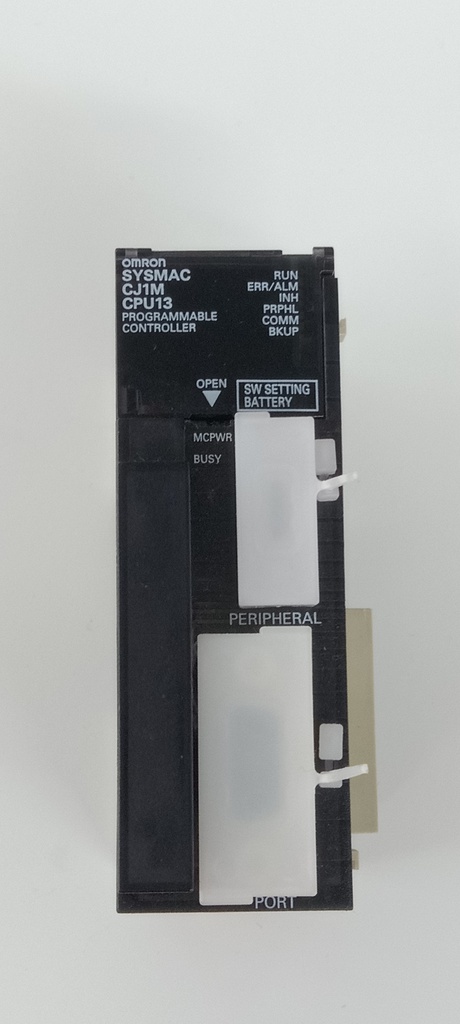 OMRON
SYSMAC
CJ1M
CPU13
PROGRAMMABLE
CONTROLLER
RUN
ERR/ALM
INH
PRPHL
COMM
BKUP
OPEN
SW SETTING
BATTERY
MCPWR
BUSY
PERIPHERAL
PORT